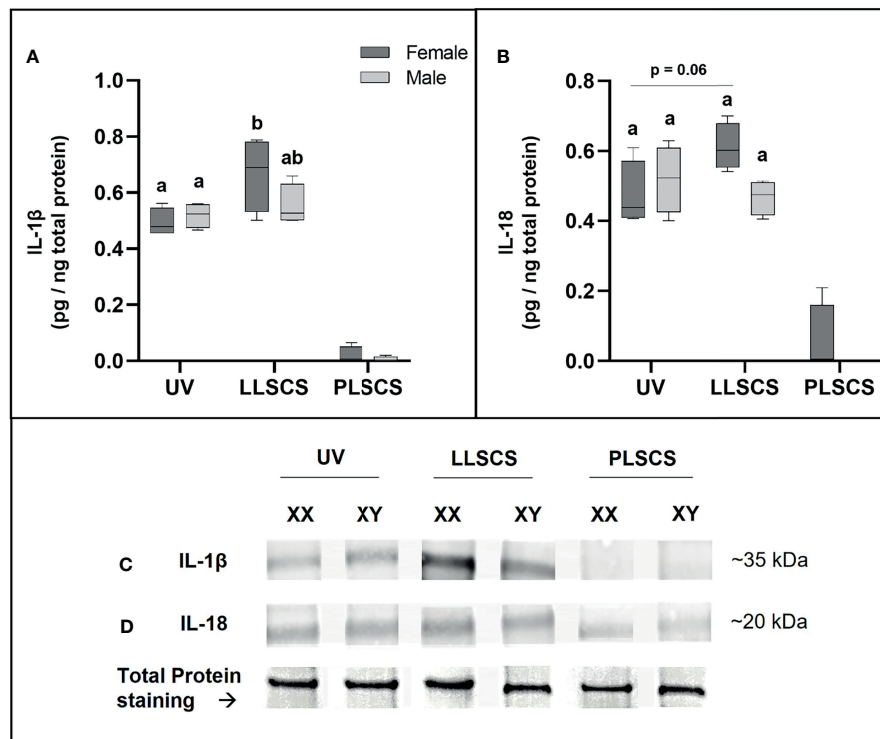 A
Female
Male
IL-1β
(pg / ng total protein)
1.0
0.8
0.6
0.4
0.2
0.0
a
a
b
ab
UV
LLSCS
PLSCS
B
p = 0.06
IL-18
(pg / ng total protein)
0.8
0.6
0.4
0.2
0.0
a
a
a
a
UV
LLSCS
PLSCS
UV
LLSCS
PLSCS
XX
XY
XX
XY
XX
XY
C
IL-1β
~35 kDa
D
IL-18
~20 kDa
Total Protein
staining →